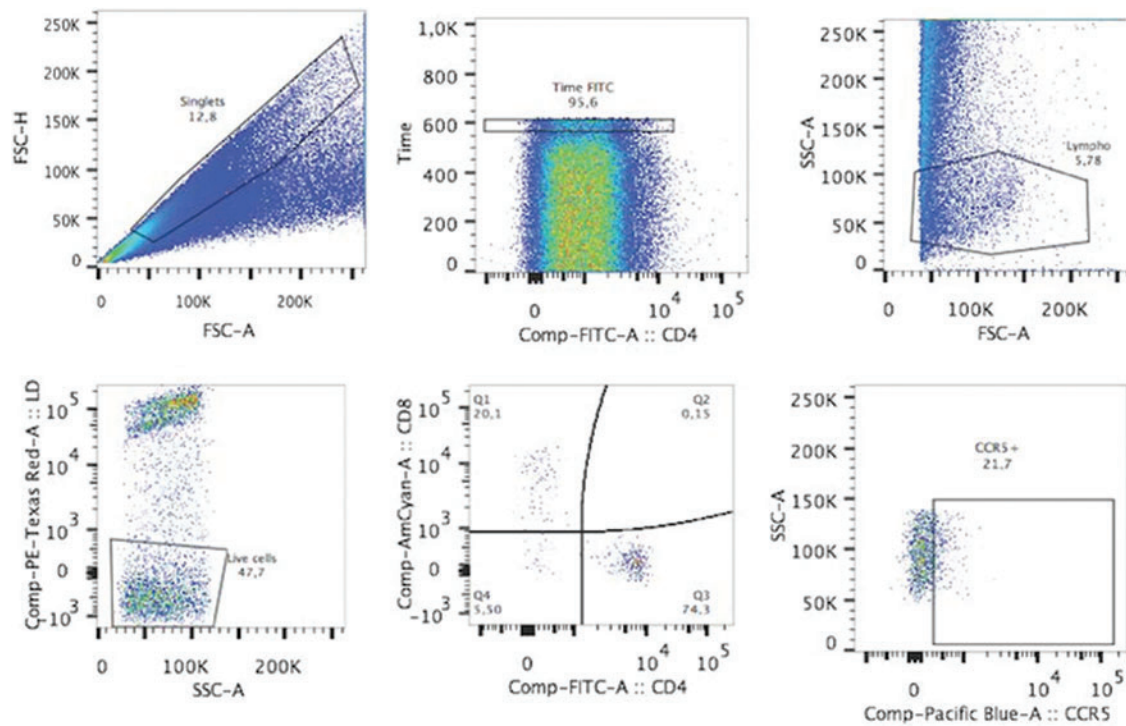 250K
200K
150K
100K
50K
0
FSC-H
Singlets
12,8
0
100K
200K
FSC-A
1,0K
800
600
400
200
0
Time
Time FITC
95,6
0
10^4
10^5
Comp-FITC-A :: CD4
250K
200K
150K
100K
50K
0
SSC-A
Lympho
5,78
0
100K
200K
FSC-A
10^5
10^4
10^3
0
-10^3
Comp-PE-Texas Red-A :: LD
Live cells
47,7
0
100K
200K
SSC-A
10^5
10^4
10^3
0
-10^3
Comp-AmCyan-A :: CD8
Q1
20,1
Q2
0,15
Q4
5,50
Q3
74,3
0
10^4
10^5
Comp-FITC-A :: CD4
250K
200K
150K
100K
50K
0
SSC-A
CCR5+
21,7
0
10^4
10^5
Comp-Pacific Blue-A :: CCR5